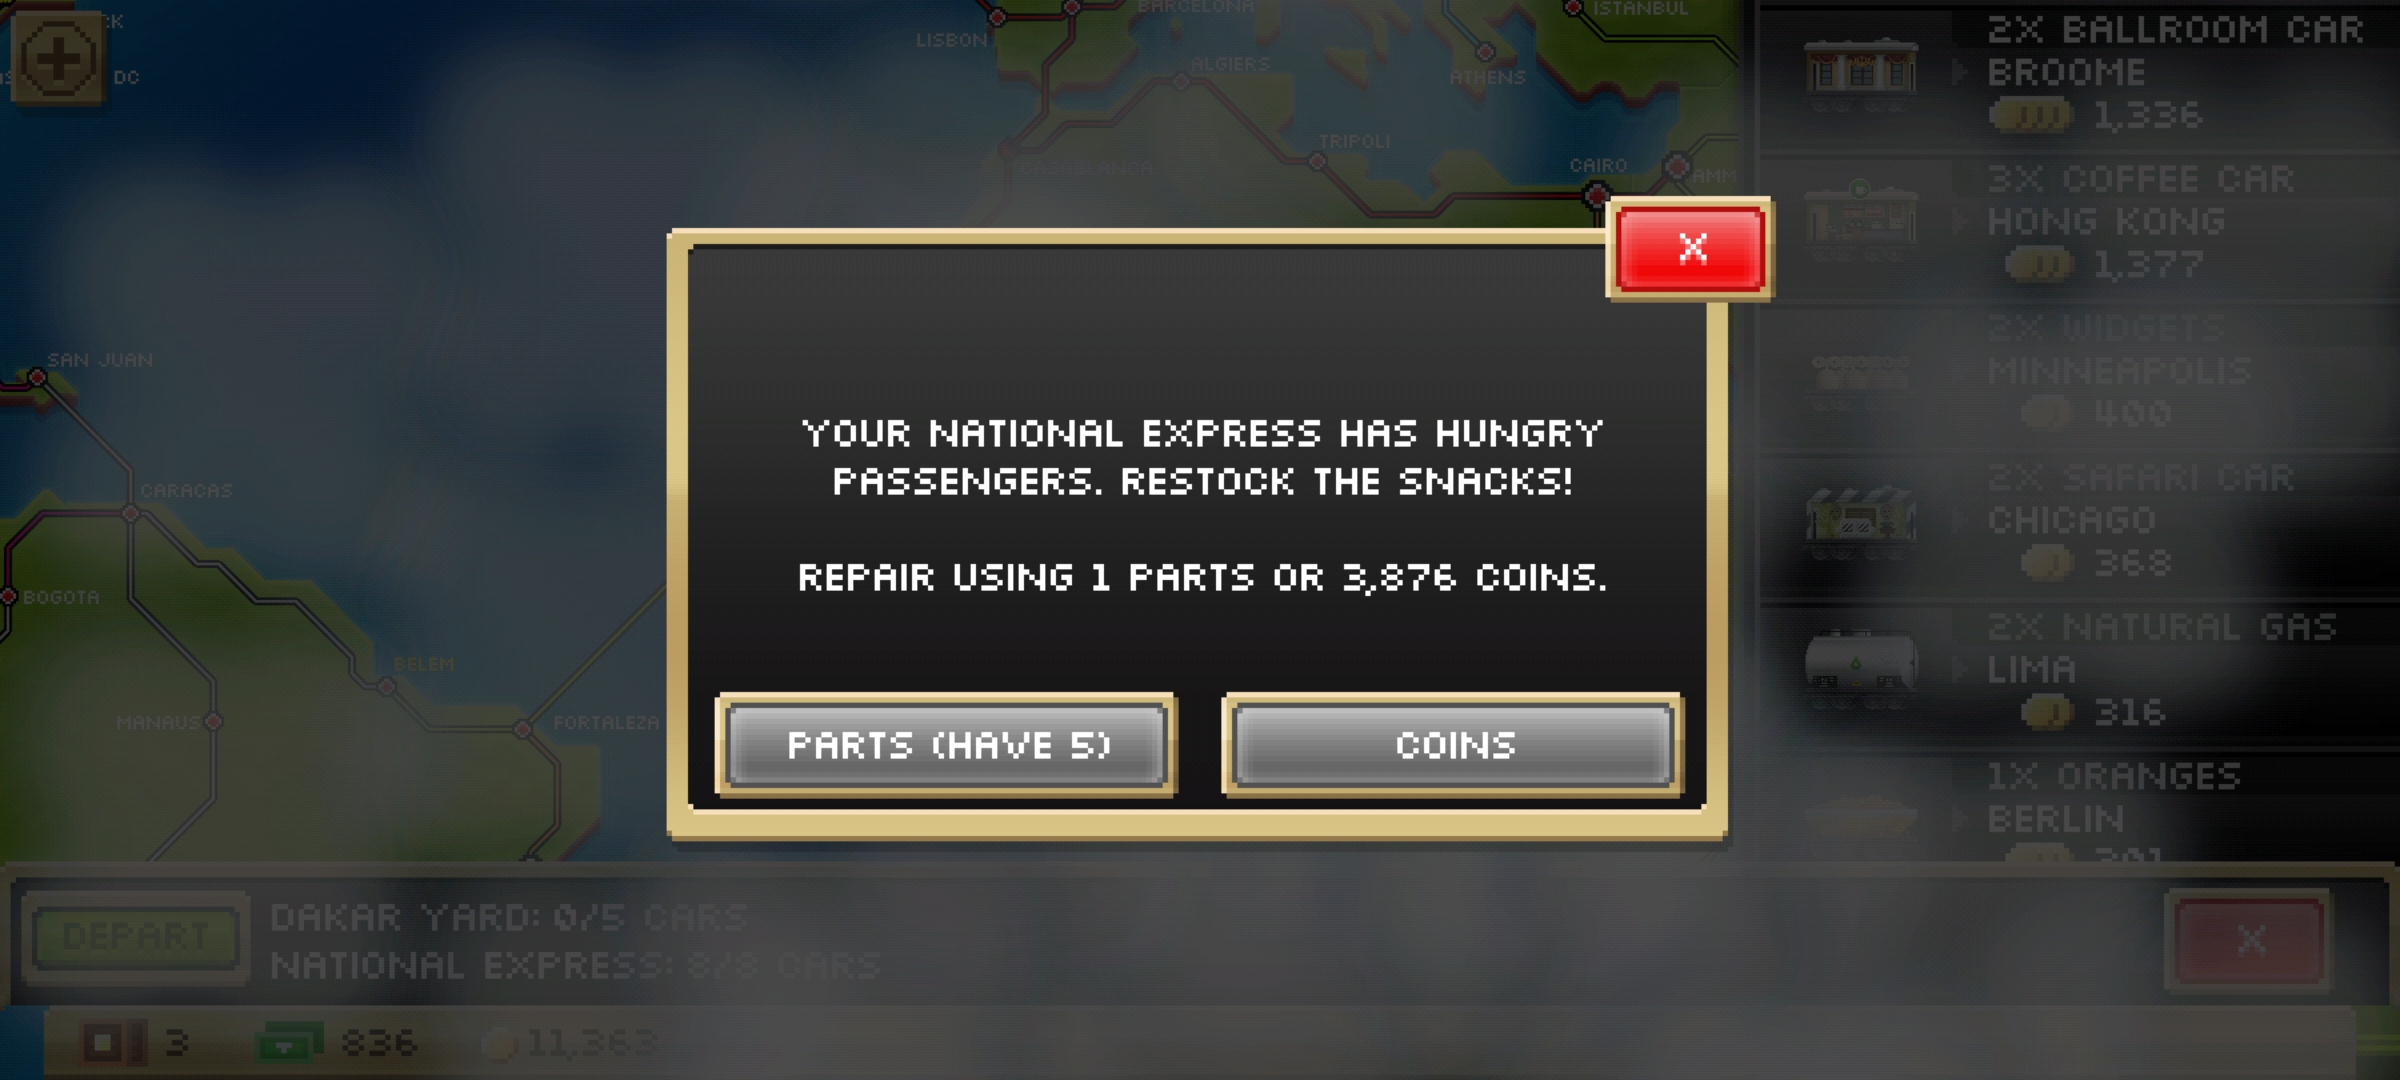 CK
DC
LISBON
BARCELONA
ISTANBUL
ALGIERS
ATHENS
TRIPOLI
CASABLANCA
CAIRO
AMM
SAN JUAN
CARACAS
BOGOTA
BELEM
MANAUS
FORTALEZA
2X BALLROOM CAR
BROOME
1,336
3X COFFEE CAR
HONG KONG
1,377
2X WIDGETS
MINNEAPOLIS
400
2X SAFARI CAR
CHICAGO
368
2X NATURAL GAS
LIMA
316
1X ORANGES
BERLIN
301
X
YOUR NATIONAL EXPRESS HAS HUNGRY
PASSENGERS. RESTOCK THE SNACKS!
REPAIR USING 1 PARTS OR 3,876 COINS.
PARTS (HAVE 5)
COINS
DEPART
DAKAR YARD: 0/5 CARS
NATIONAL EXPRESS: 8/8 CARS
X
3
836
11,363